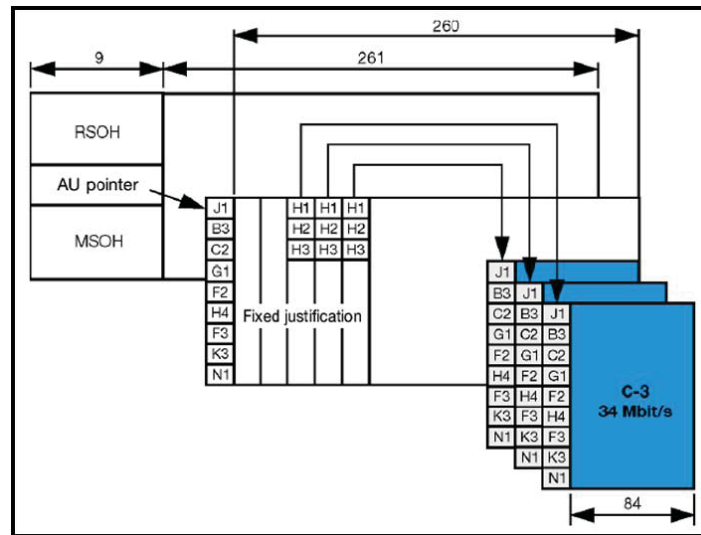 260
9 261
RSOH
AU pointer
MSOH
J1 H1 H1 H1
B3 H2 H2 H2
C2 H3 H3 H3
G1
F2
H4
F3
K3
N1
Fixed justification
J1
B3 J1
C2 B3 J1
G1 C2 B3
F2 G1 C2
H4 F2 G1
F3 H4 F2
K3 F3 H4
N1 K3 F3
N1 K3
N1
C-3
34 Mbit/s
84